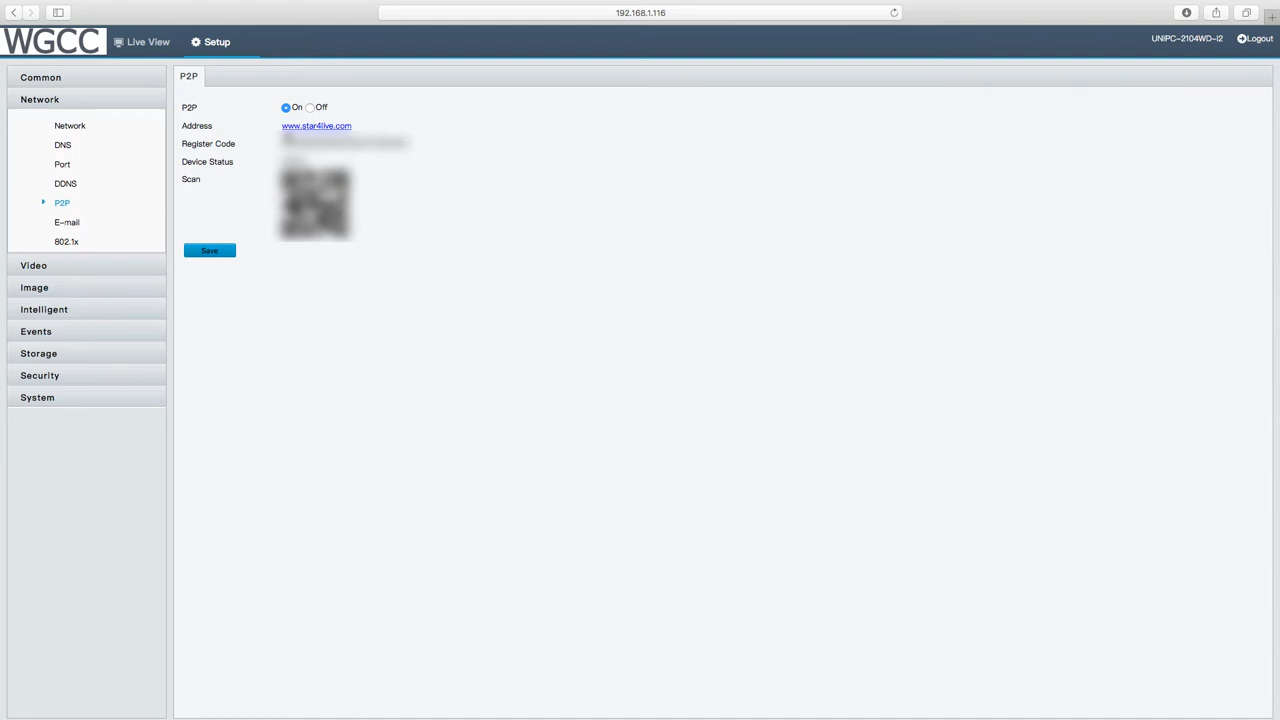 192.168.1.116
WGCC
Live View
Setup
UNIPC-2104WD-I2
Logout
Common
Network
Network
DNS
Port
DDNS
P2P
E-mail
802.1x
Video
Image
Intelligent
Events
Storage
Security
System
P2P
P2P On Off
Address www.star4live.com
Register Code
Device Status
Scan
Save